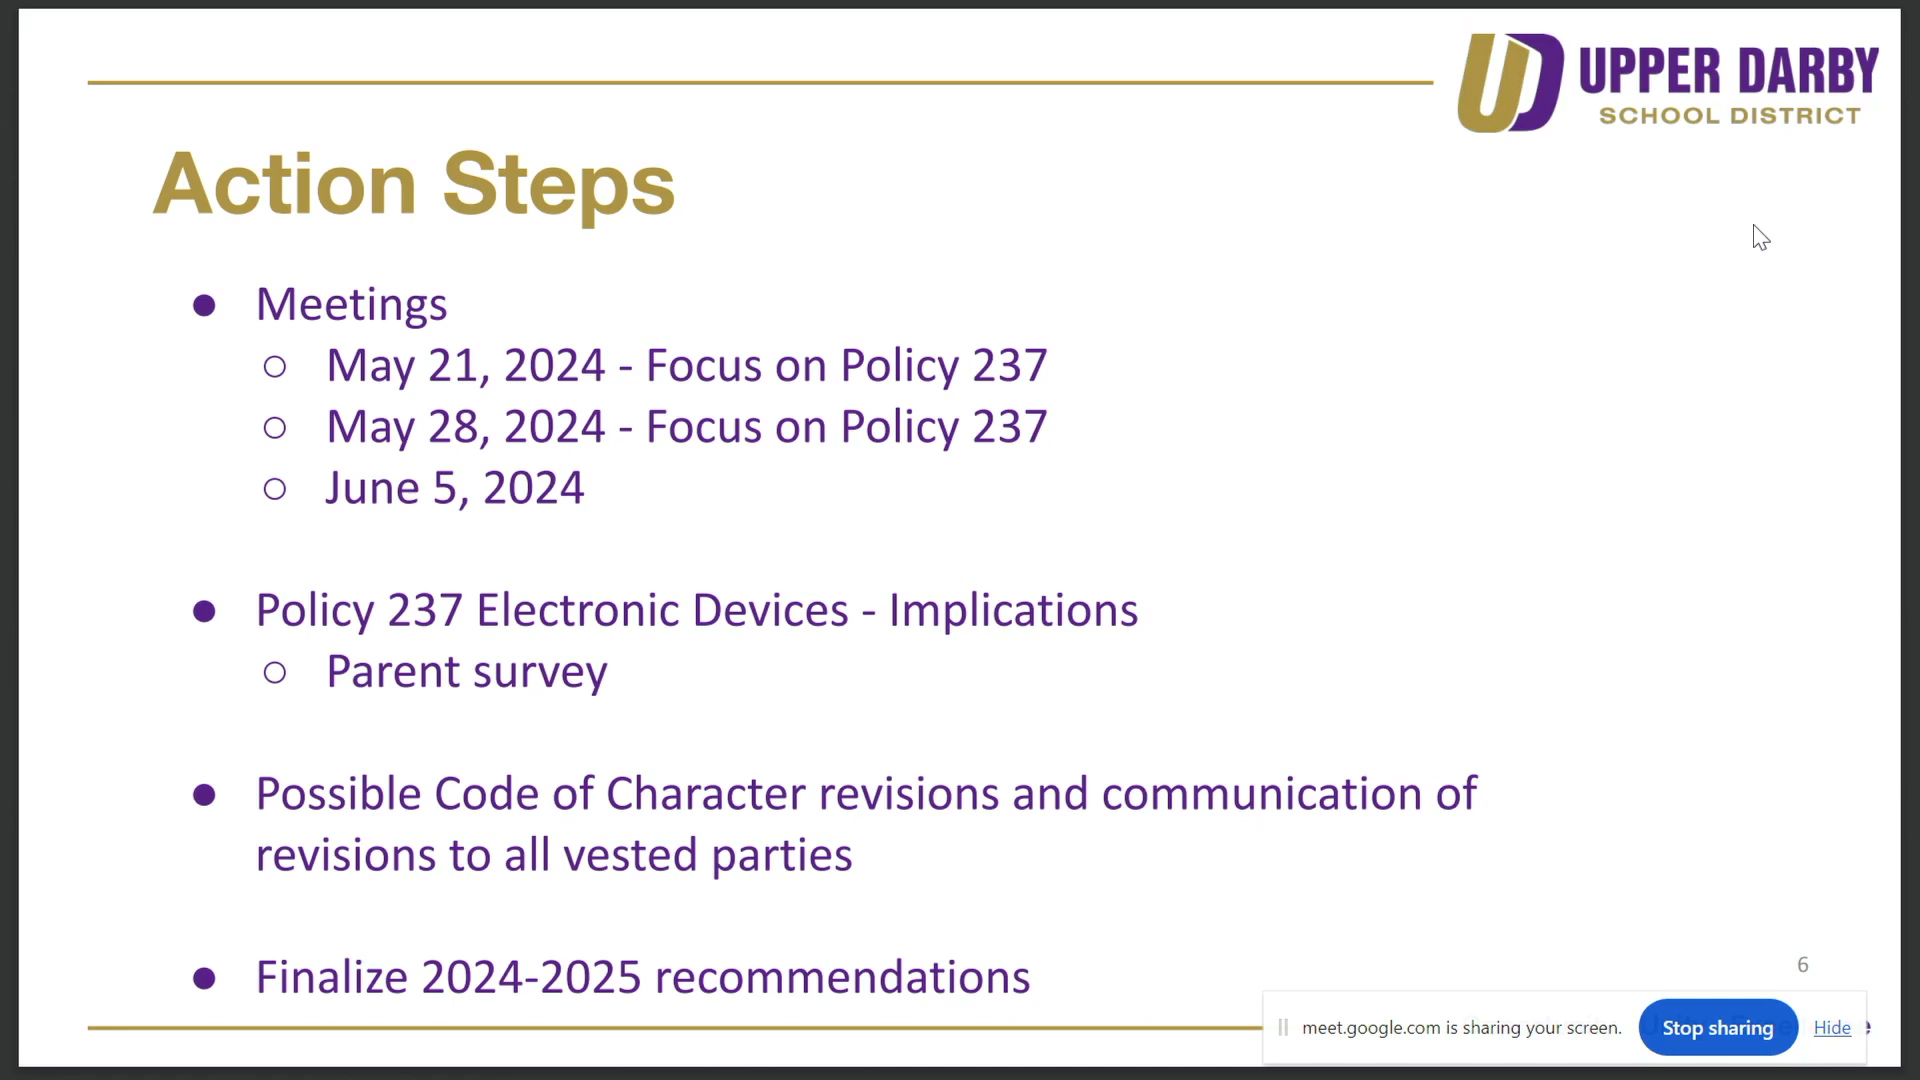 UPPER DARBY
SCHOOL DISTRICT
Action Steps
● Meetings
○ May 21, 2024 - Focus on Policy 237
○ May 28, 2024 - Focus on Policy 237
○ June 5, 2024
● Policy 237 Electronic Devices - Implications
○ Parent survey
● Possible Code of Character revisions and communication of
revisions to all vested parties
● Finalize 2024-2025 recommendations
6
meet.google.com is sharing your screen. Stop sharing Hide